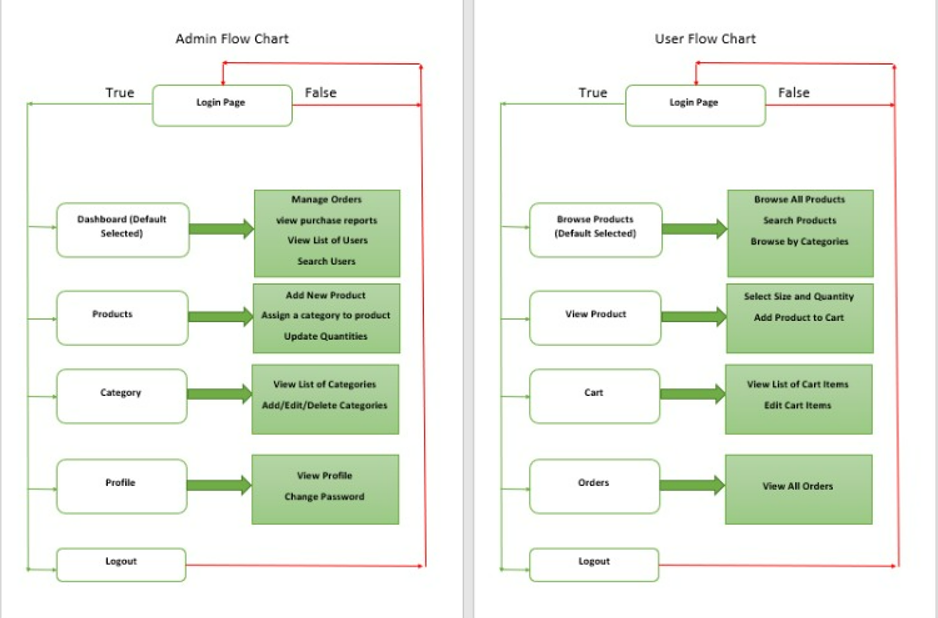 Admin Flow Chart
True
Login Page
False
Dashboard (Default
Selected)
Manage Orders
view purchase reports
View List of Users
Search Users
Products
Add New Product
Assign a category to product
Update Quantities
Category
View List of Categories
Add/Edit/Delete Categories
Profile
View Profile
Change Password
Logout
User Flow Chart
True
Login Page
False
Browse Products
(Default Selected)
Browse All Products
Search Products
Browse by Categories
View Product
Select Size and Quantity
Add Product to Cart
Cart
View List of Cart Items
Edit Cart Items
Orders
View All Orders
Logout